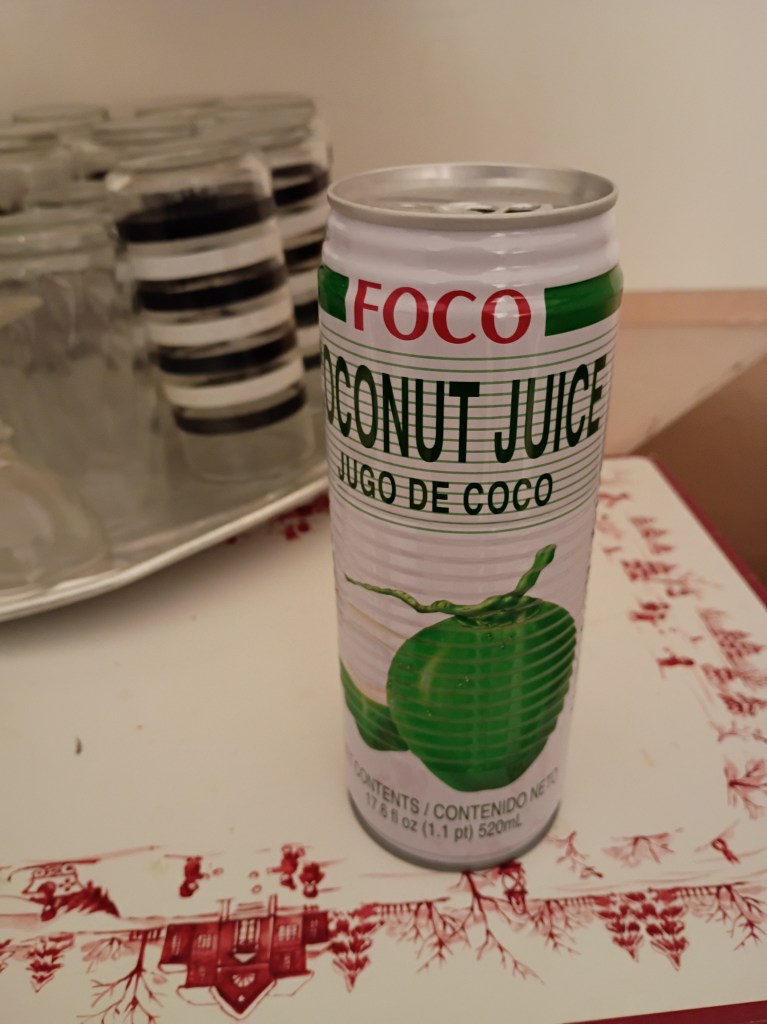 FOCO
OCONUT JUICE
JUGO DE COCO
CONTENTS / CONTENIDO NETO
17.6 fl oz (1.1 pt) 520mL